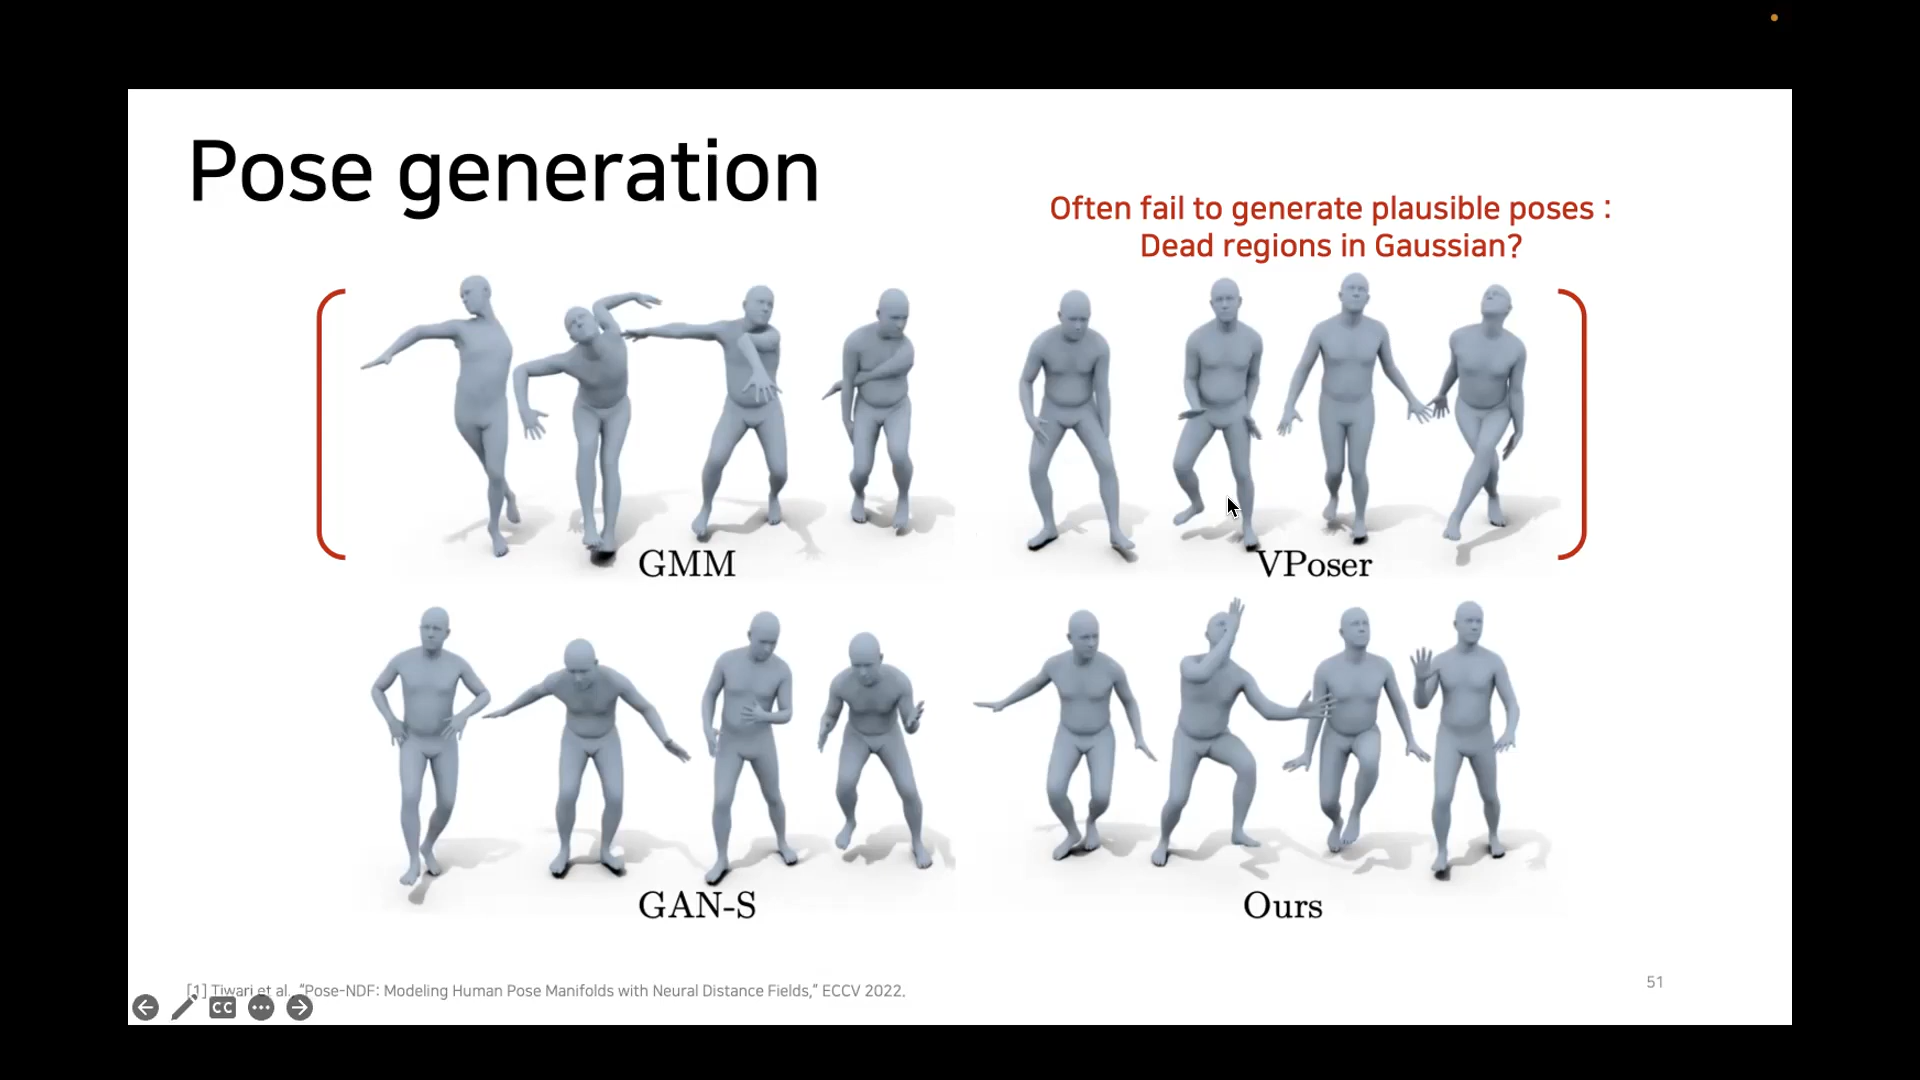 Pose generation
Often fail to generate plausible poses :
Dead regions in Gaussian?
GMM
VPoser
GAN-S
Ours
[1] Tiwari et al., “Pose-NDF: Modeling Human Pose Manifolds with Neural Distance Fields,” ECCV 2022.
51
CC